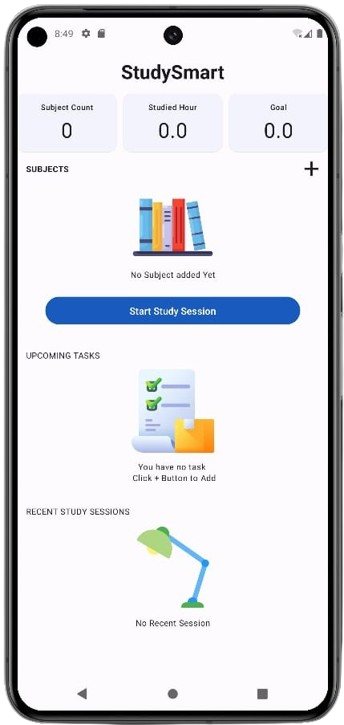 8:49
StudySmart
Subject Count
0
Studied Hour
0.0
Goal
0.0
SUBJECTS
+
No Subject added Yet
Start Study Session
UPCOMING TASKS
You have no task
Click + Button to Add
RECENT STUDY SESSIONS
No Recent Session